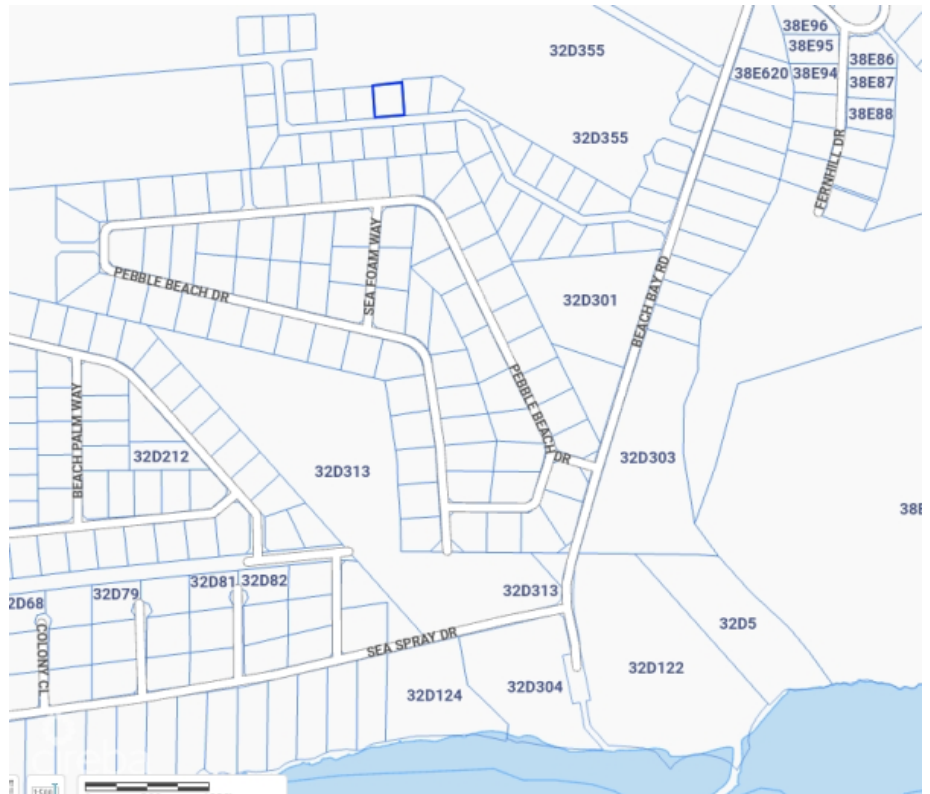 38E96
32D355
38E95
38E86
38E620
38E94
38E87
38E88
32D355
FERNHILL DR
SEA FOAM WAY
PEBBLE BEACH DR
BEACH BAY RD
32D301
PEBBLE BEACH DR
BEACH PALM WAY
32D212
32D313
32D303
32D81
32D82
32D79
32D313
32D5
COLONY CL
SEA SPRAY DR
32D122
32D304
32D124